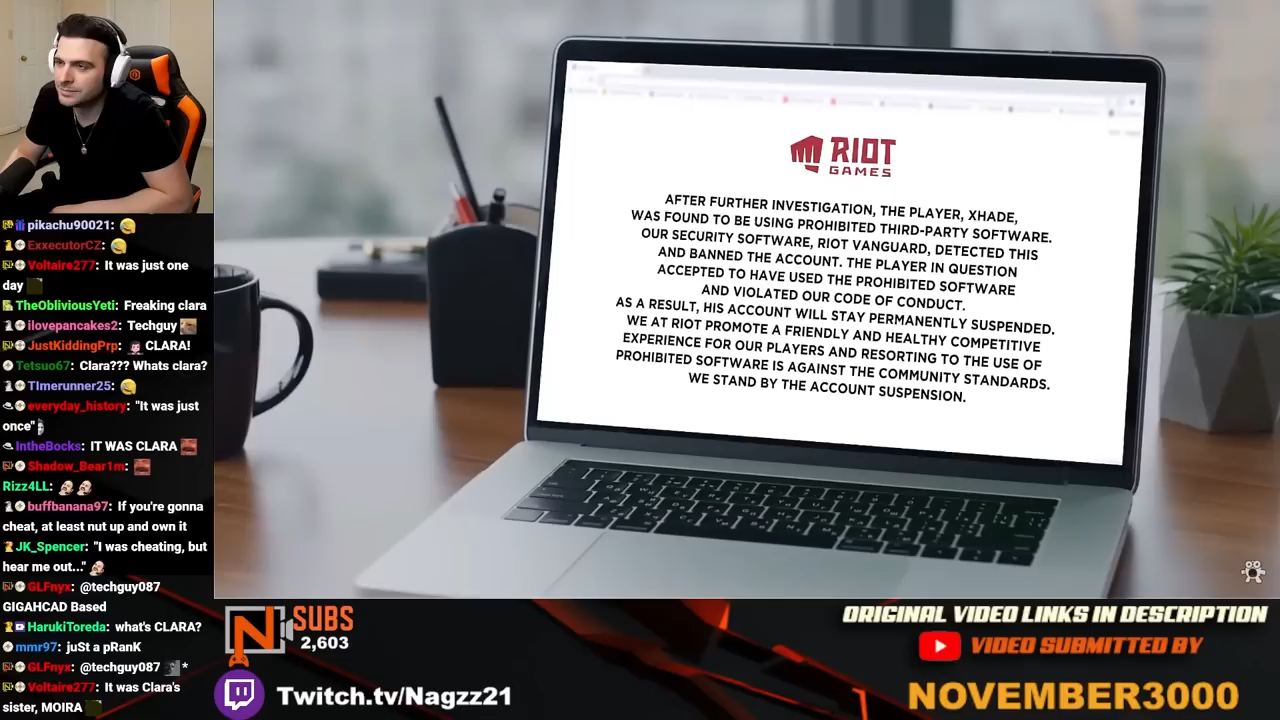 pikachu90021:
ExxecutorCZ:
Voltaire277: It was just one
day
TheObliviousYeti: Freaking clara
ilovepancakes2: Techguy
JustKiddingPrp: CLARA!
Tetsuo67: Clara??? Whats clara?
TImerunner25:
everyday_history: "It was just
once"
IntheBocks: IT WAS CLARA
Shadow_Bear1m:
Rizz4LL:
buffbanana97: If you're gonna
cheat, at least nut up and own it
JK_Spencer: "I was cheating, but
hear me out..."
GLFnyx: @techguy087
GIGAHCAD Based
HarukiToreda: what's CLARA?
mmr97: juSt a pRanK
GLFnyx: @techguy087 *
Voltaire277: It was Clara's
sister, MOIRA
RIOT
GAMES
AFTER FURTHER INVESTIGATION, THE PLAYER, XHADE,
WAS FOUND TO BE USING PROHIBITED THIRD-PARTY SOFTWARE.
OUR SECURITY SOFTWARE, RIOT VANGUARD, DETECTED THIS
AND BANNED THE ACCOUNT. THE PLAYER IN QUESTION
ACCEPTED TO HAVE USED THE PROHIBITED SOFTWARE
AND VIOLATED OUR CODE OF CONDUCT.
AS A RESULT, HIS ACCOUNT WILL STAY PERMANENTLY SUSPENDED.
WE AT RIOT PROMOTE A FRIENDLY AND HEALTHY COMPETITIVE
EXPERIENCE FOR OUR PLAYERS AND RESORTING TO THE USE OF
PROHIBITED SOFTWARE IS AGAINST THE COMMUNITY STANDARDS.
WE STAND BY THE ACCOUNT SUSPENSION.
N SUBS
2,603
Twitch.tv/Nagzz21
ORIGINAL VIDEO LINKS IN DESCRIPTION
VIDEO SUBMITTED BY
NOVEMBER3000